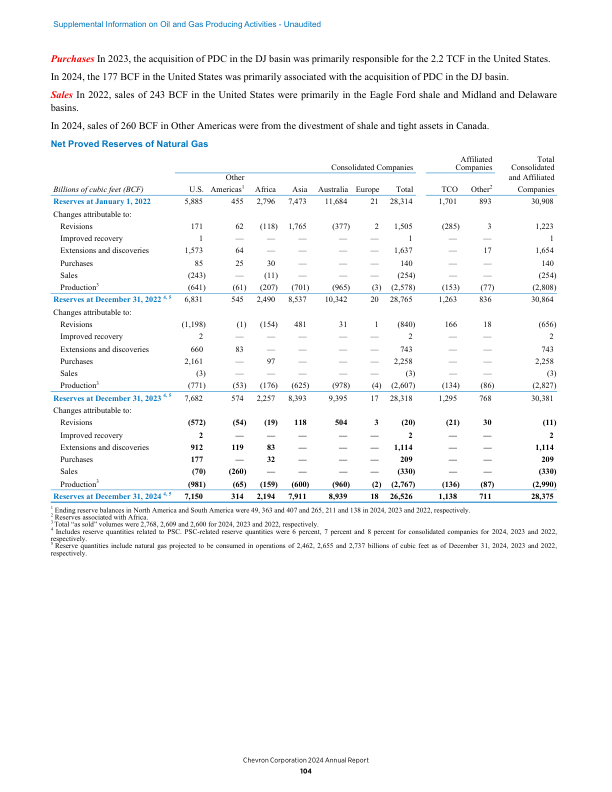 Supplemental Information on Oil and Gas Producing Activities - Unaudited
Purchases In 2023, the acquisition of PDC in the DJ basin was primarily responsible for the 2.2 TCF in the United States.
In 2024, the 177 BCF in the United States was primarily associated with the acquisition of PDC in the DJ basin.
Sales In 2022, sales of 243 BCF in the United States were primarily in the Eagle Ford shale and Midland and Delaware
basins.
In 2024, sales of 260 BCF in Other Americas were from the divestment of shale and tight assets in Canada.
Net Proved Reserves of Natural Gas
Consolidated Companies Affiliated Companies Total Consolidated and Affiliated Companies
Billions of cubic feet (BCF) U.S. Other Americas¹ Africa Asia Australia Europe Total TCO Other²
Reserves at January 1, 2022 5,885 455 2,796 7,473 11,684 21 28,314 1,701 893 30,908
Changes attributable to:
Revisions 171 62 (118) 1,765 (377) 2 1,505 (285) 3 1,223
Improved recovery 1 — — — — — 1 — — 1
Extensions and discoveries 1,573 64 — — — — 1,637 — 17 1,654
Purchases 85 25 30 — — — 140 — — 140
Sales (243) — (11) — — — (254) — — (254)
Production³ (641) (61) (207) (701) (965) (3) (2,578) (153) (77) (2,808)
Reserves at December 31, 2022 ⁴, ⁵ 6,831 545 2,490 8,537 10,342 20 28,765 1,263 836 30,864
Changes attributable to:
Revisions (1,198) (1) (154) 481 31 1 (840) 166 18 (656)
Improved recovery 2 — — — — — 2 — — 2
Extensions and discoveries 660 83 — — — — 743 — — 743
Purchases 2,161 — 97 — — — 2,258 — — 2,258
Sales (3) — — — — — (3) — — (3)
Production³ (771) (53) (176) (625) (978) (4) (2,607) (134) (86) (2,827)
Reserves at December 31, 2023 ⁴, ⁵ 7,682 574 2,257 8,393 9,395 17 28,318 1,295 768 30,381
Changes attributable to:
Revisions (572) (54) (19) 118 504 3 (20) (21) 30 (11)
Improved recovery 2 — — — — — 2 — — 2
Extensions and discoveries 912 119 83 — — — 1,114 — — 1,114
Purchases 177 — 32 — — — 209 — — 209
Sales (70) (260) — — — — (330) — — (330)
Production³ (981) (65) (159) (600) (960) (2) (2,767) (136) (87) (2,990)
Reserves at December 31, 2024 ⁴, ⁵ 7,150 314 2,194 7,911 8,939 18 26,526 1,138 711 28,375
¹ Ending reserve balances in North America and South America were 49, 363 and 407 and 265, 211 and 138 in 2024, 2023 and 2022, respectively.
² Reserves associated with Africa.
³ Total “as sold” volumes were 2,768, 2,609 and 2,600 for 2024, 2023 and 2022, respectively.
⁴ Includes reserve quantities related to PSC. PSC-related reserve quantities were 6 percent, 7 percent and 8 percent for consolidated companies for 2024, 2023 and 2022,
respectively.
⁵ Reserve quantities include natural gas projected to be consumed in operations of 2,462, 2,655 and 2,737 billions of cubic feet as of December 31, 2024, 2023 and 2022,
respectively.
Chevron Corporation 2024 Annual Report
104